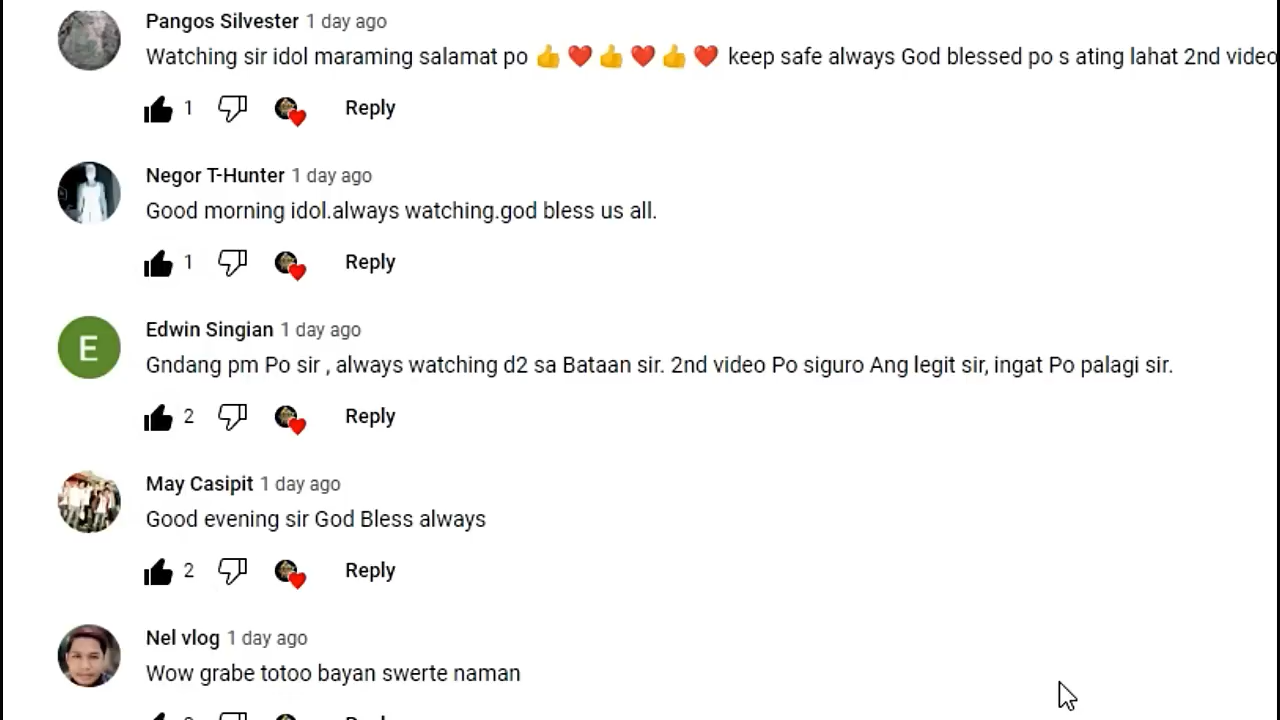 Pangos Silvester 1 day ago
Watching sir idol maraming salamat po 👍❤️👍❤️👍❤️ keep safe always God blessed po s ating lahat 2nd video
1 Reply
Negor T-Hunter 1 day ago
Good morning idol.always watching.god bless us all.
1 Reply
E
Edwin Singian 1 day ago
Gndang pm Po sir , always watching d2 sa Bataan sir. 2nd video Po siguro Ang legit sir, ingat Po palagi sir.
2 Reply
May Casipit 1 day ago
Good evening sir God Bless always
2 Reply
Nel vlog 1 day ago
Wow grabe totoo bayan swerte naman